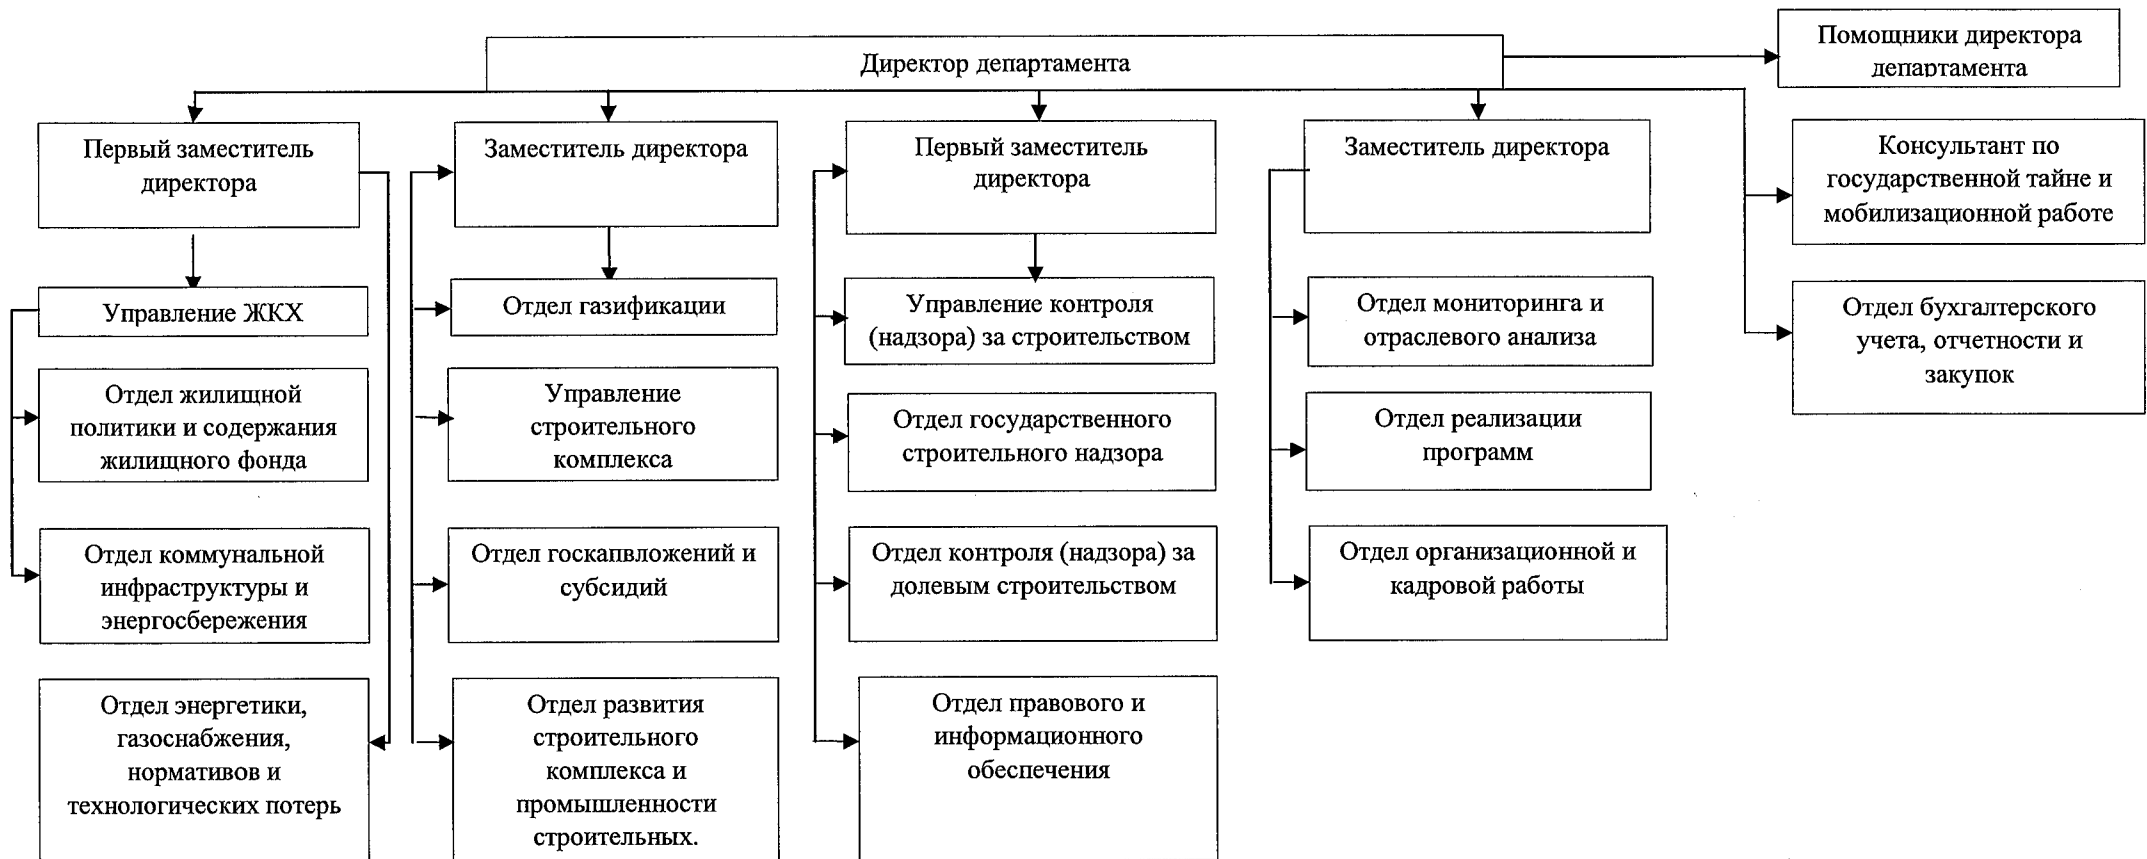 Директор департамента
Помощники директора
департамента
Первый заместитель
директора
Заместитель директора
Первый заместитель
директора
Заместитель директора
Консультант по
государственной тайне и
мобилизационной работе
Управление ЖКХ
Отдел газификации
Управление контроля
(надзора) за строительством
Отдел мониторинга и
отраслевого анализа
Отдел бухгалтерского
учета, отчетности и
закупок
Отдел жилищной
политики и содержания
жилищного фонда
Управление
строительного
комплекса
Отдел государственного
строительного надзора
Отдел реализации
программ
Отдел коммунальной
инфраструктуры и
энергосбережения
Отдел госкапвложений и
субсидий
Отдел контроля (надзора) за
долевым строительством
Отдел организационной и
кадровой работы
Отдел энергетики,
газоснабжения,
нормативов и
технологических потерь
Отдел развития
строительного
комплекса и
промышленности
строительных.
Отдел правового и
информационного
обеспечения